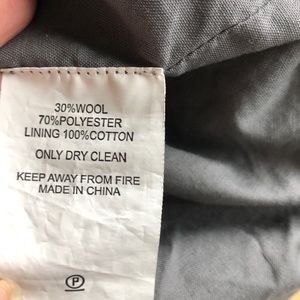 30%WOOL
70%POLYESTER
LINING 100%COTTON
ONLY DRY CLEAN
KEEP AWAY FROM FIRE
MADE IN CHINA
P